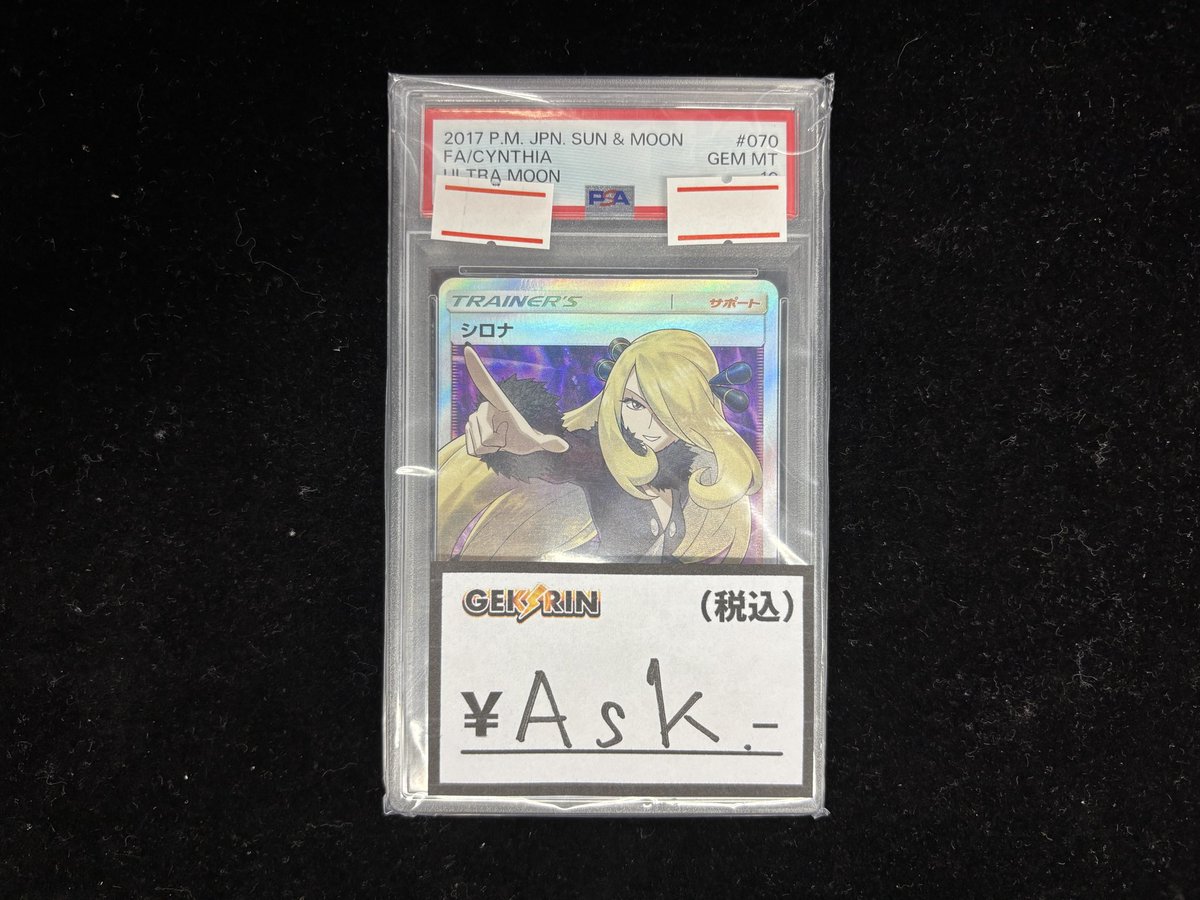 2017 P.M. JPN. SUN & MOON #070
FA/CYNTHIA GEM MT
ULTRA MOON 10
PSA
TRAINER'S サポート
シロナ
GEKIRIN (税込)
¥Ask.-